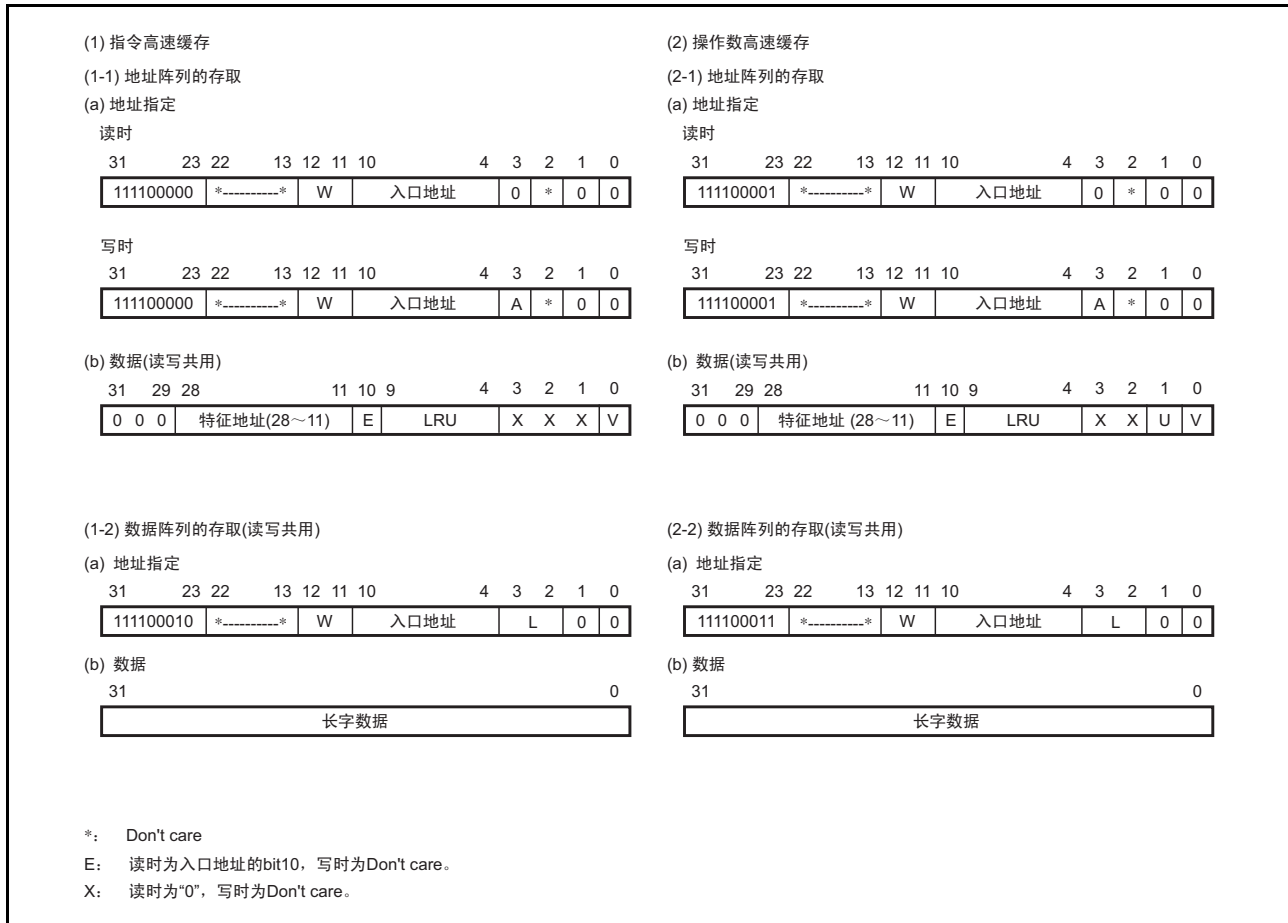 (1) 指令高速缓存
(1-1) 地址阵列的存取
(a) 地址指定
读时
31 23 22 13 12 11 10 4 3 2 1 0
111100000 *----------* W 入口地址 0 * 0 0
写时
31 23 22 13 12 11 10 4 3 2 1 0
111100000 *----------* W 入口地址 A * 0 0
(b) 数据(读写共用)
31 29 28 11 10 9 4 3 2 1 0
0 0 0 特征地址(28～11) E LRU X X X V
(1-2) 数据阵列的存取(读写共用)
(a) 地址指定
31 23 22 13 12 11 10 4 3 2 1 0
111100010 *----------* W 入口地址 L 0 0
(b) 数据
31 0
长字数据
(2) 操作数高速缓存
(2-1) 地址阵列的存取
(a) 地址指定
读时
31 23 22 13 12 11 10 4 3 2 1 0
111100001 *----------* W 入口地址 0 * 0 0
写时
31 23 22 13 12 11 10 4 3 2 1 0
111100001 *----------* W 入口地址 A * 0 0
(b) 数据(读写共用)
31 29 28 11 10 9 4 3 2 1 0
0 0 0 特征地址 (28～11) E LRU X X U V
(2-2) 数据阵列的存取(读写共用)
(a) 地址指定
31 23 22 13 12 11 10 4 3 2 1 0
111100011 *----------* W 入口地址 L 0 0
(b) 数据
31 0
长字数据
*： Don't care
E： 读时为入口地址的bit10，写时为Don't care。
X： 读时为“0”，写时为Don't care。